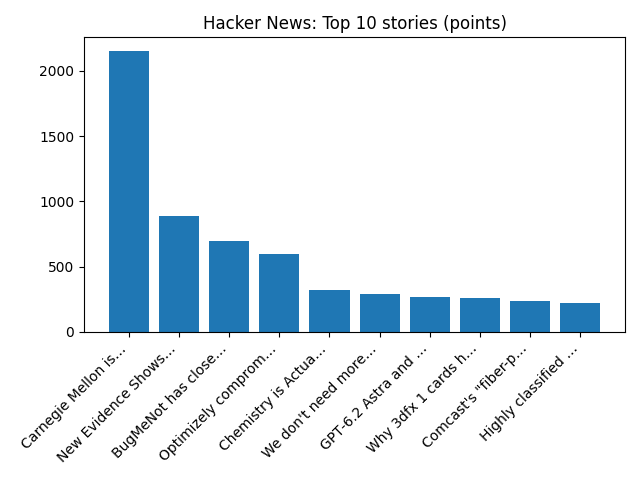 Hacker News: Top 10 stories (points)
2000
1500
1000
500
0
Carnegie Mellon is...
New Evidence Shows...
BugMeNot has close...
Optimizely comprom...
Chemistry is Actua...
We don't need more...
GPT-6.2 Astra and ...
Why 3dfx 1 cards h...
Comcast's "fiber-p...
Highly classified ...